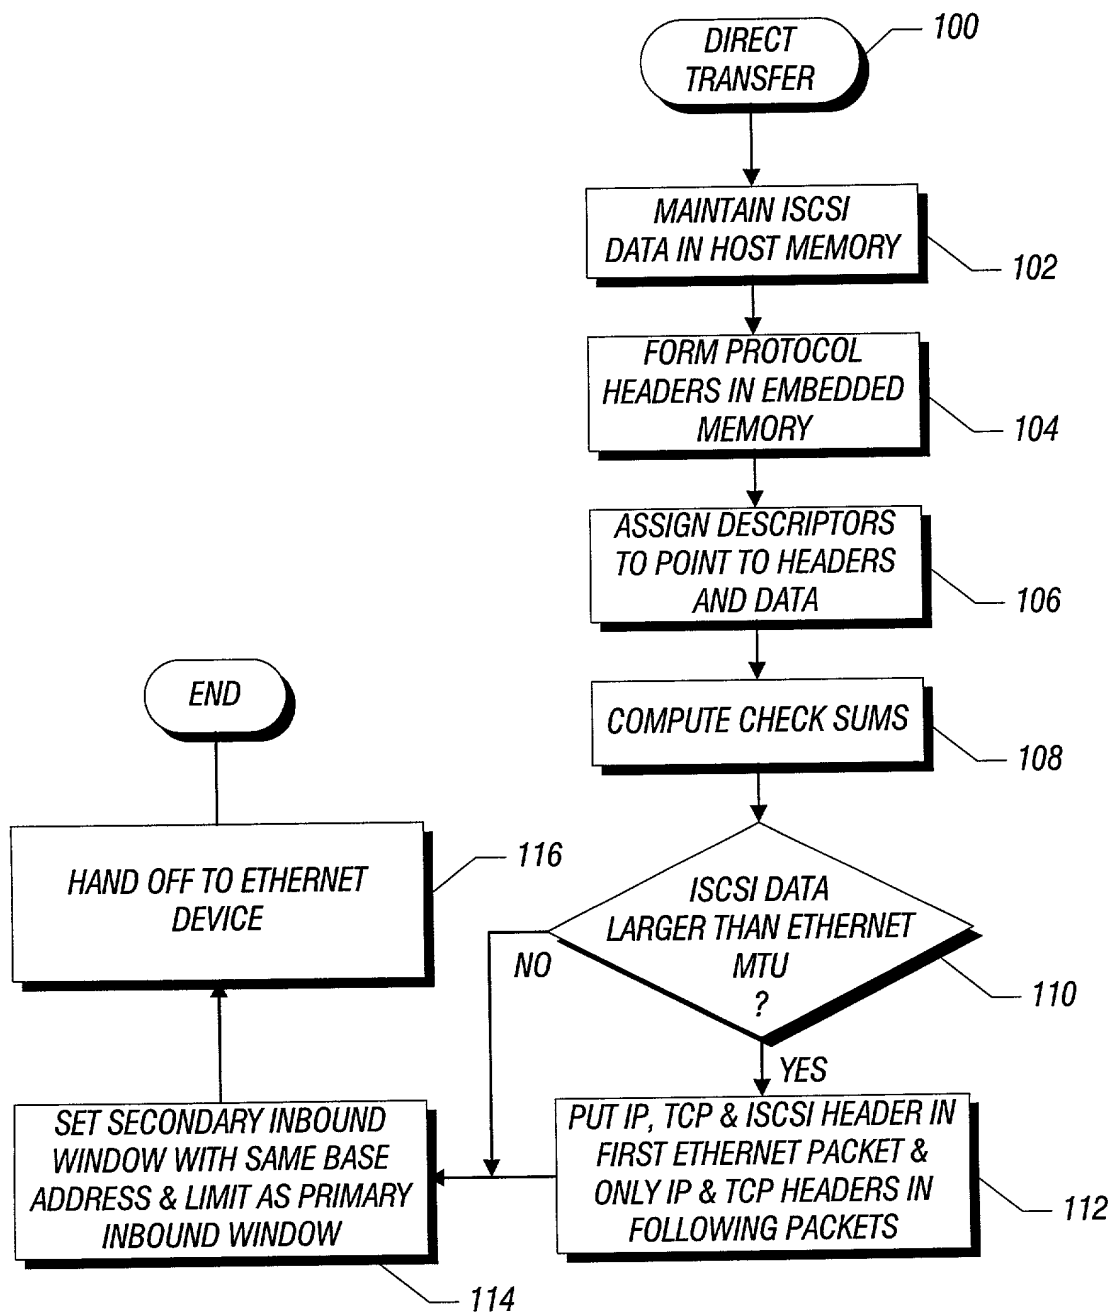 DIRECT
TRANSFER
100
MAINTAIN ISCSI
DATA IN HOST MEMORY
102
FORM PROTOCOL
HEADERS IN EMBEDDED
MEMORY
104
ASSIGN DESCRIPTORS
TO POINT TO HEADERS
AND DATA
106
COMPUTE CHECK SUMS
108
ISCSI DATA
LARGER THAN ETHERNET
MTU
?
110
NO
YES
PUT IP, TCP & ISCSI HEADER IN
FIRST ETHERNET PACKET &
ONLY IP & TCP HEADERS IN
FOLLOWING PACKETS
112
SET SECONDARY INBOUND
WINDOW WITH SAME BASE
ADDRESS & LIMIT AS PRIMARY
INBOUND WINDOW
114
HAND OFF TO ETHERNET
DEVICE
116
END